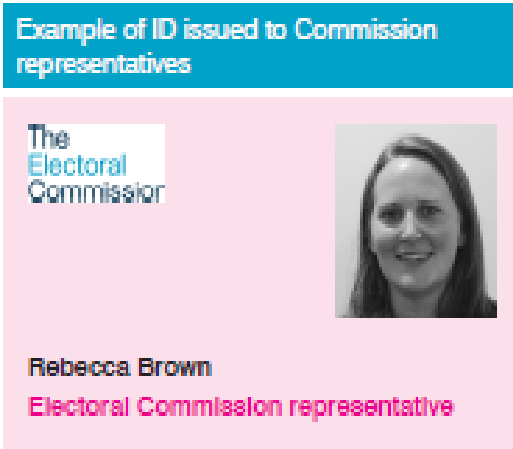 Example of ID issued to Commission
representatives
The
Electoral
Commission
Rebecca Brown
Electoral Commission representative